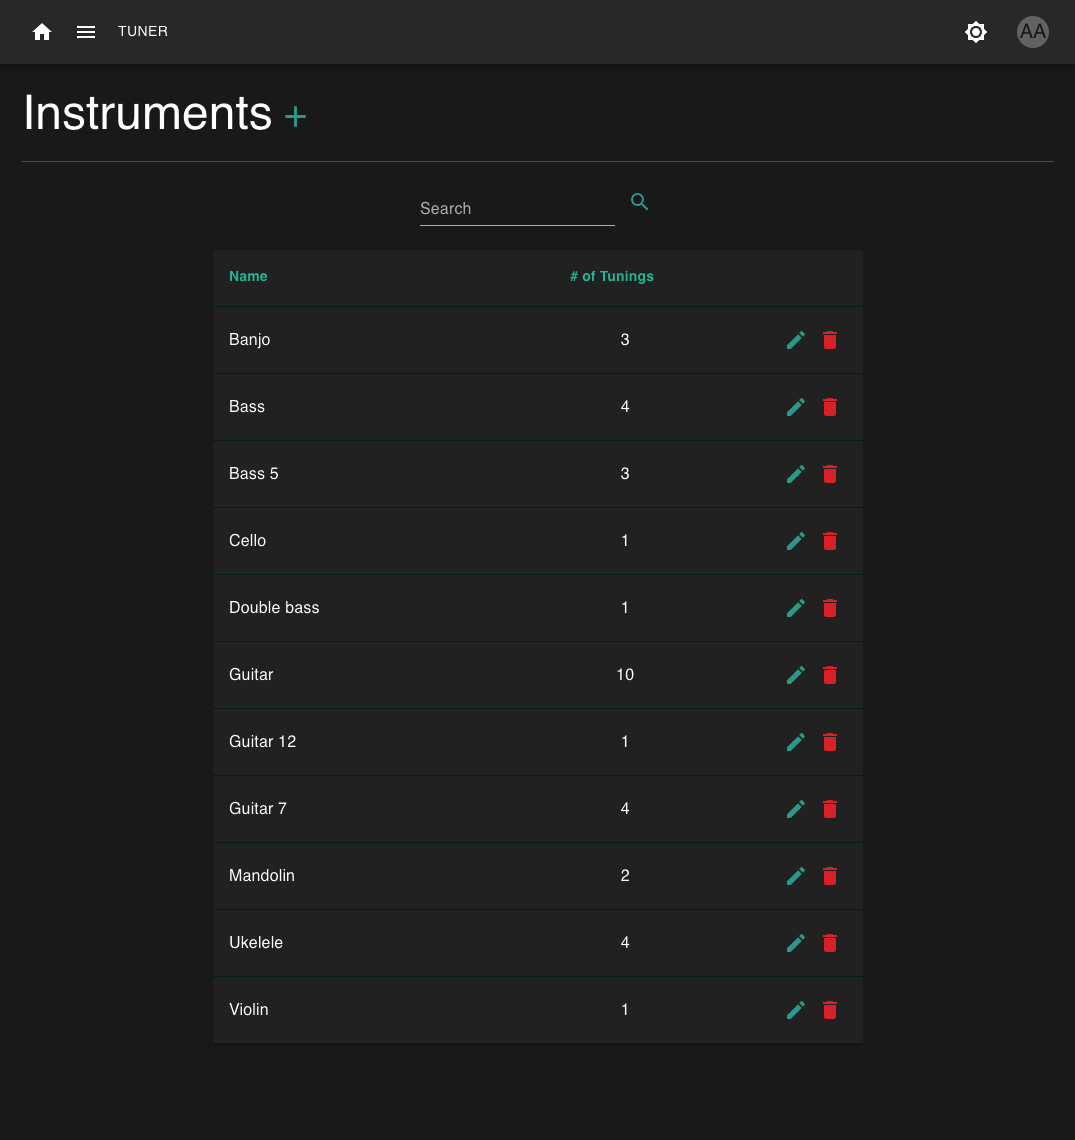 TUNER AA
Instruments +
Search
Name # of Tunings
Banjo 3
Bass 4
Bass 5 3
Cello 1
Double bass 1
Guitar 10
Guitar 12 1
Guitar 7 4
Mandolin 2
Ukelele 4
Violin 1